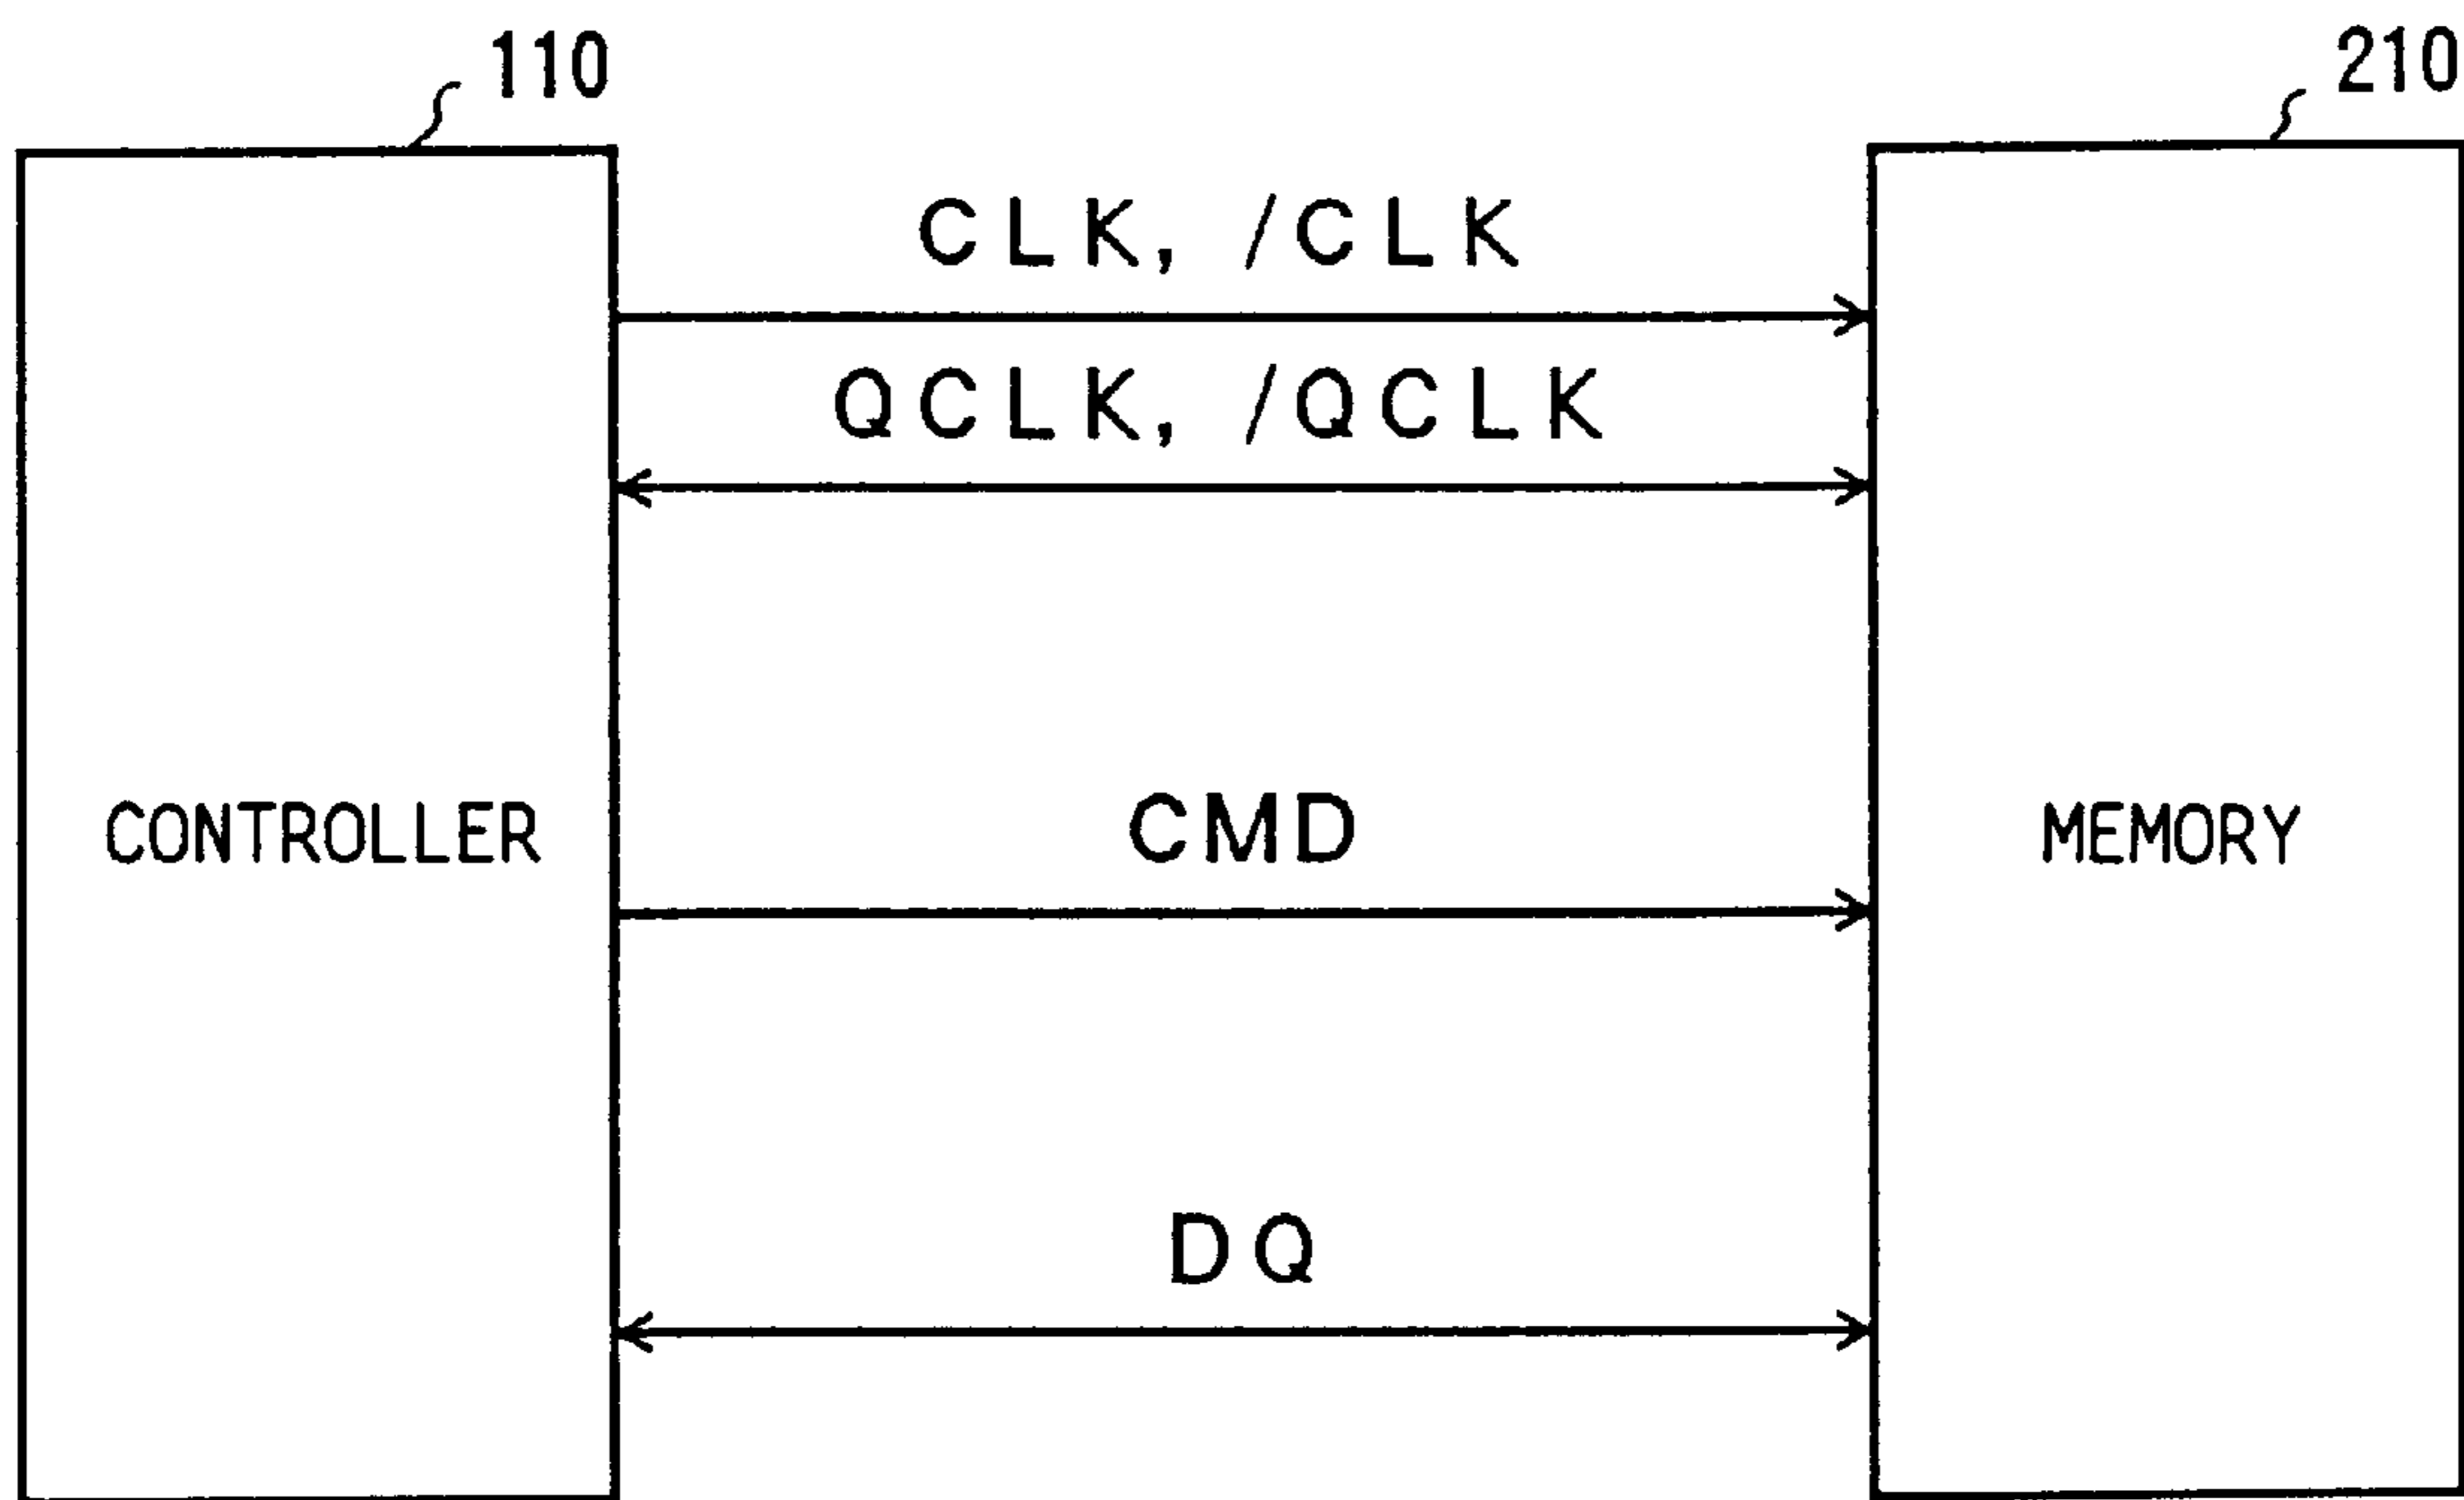 110
210
CLK, /CLK
QCLK, /QCLK
CONTROLLER
CMD
MEMORY
DQ